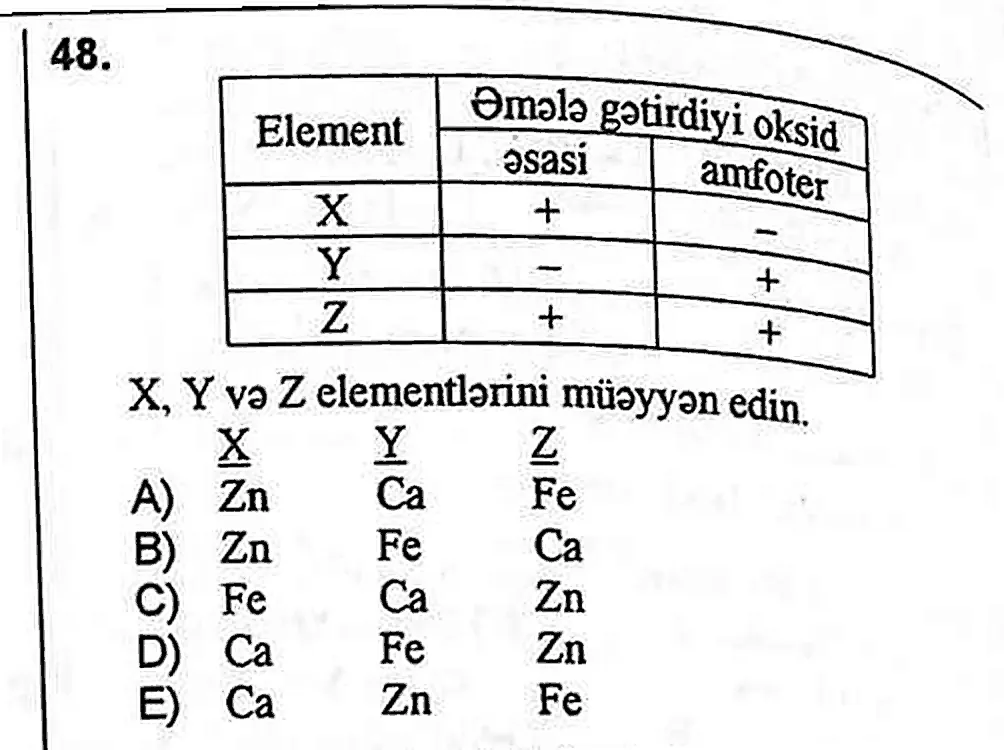 48.
Element Əmələ gətirdiyi oksid
əsasi amfoter
X + –
Y – +
Z + +
X, Y və Z elementlərini müəyyən edin.
X Y Z
A) Zn Ca Fe
B) Zn Fe Ca
C) Fe Ca Zn
D) Ca Fe Zn
E) Ca Zn Fe